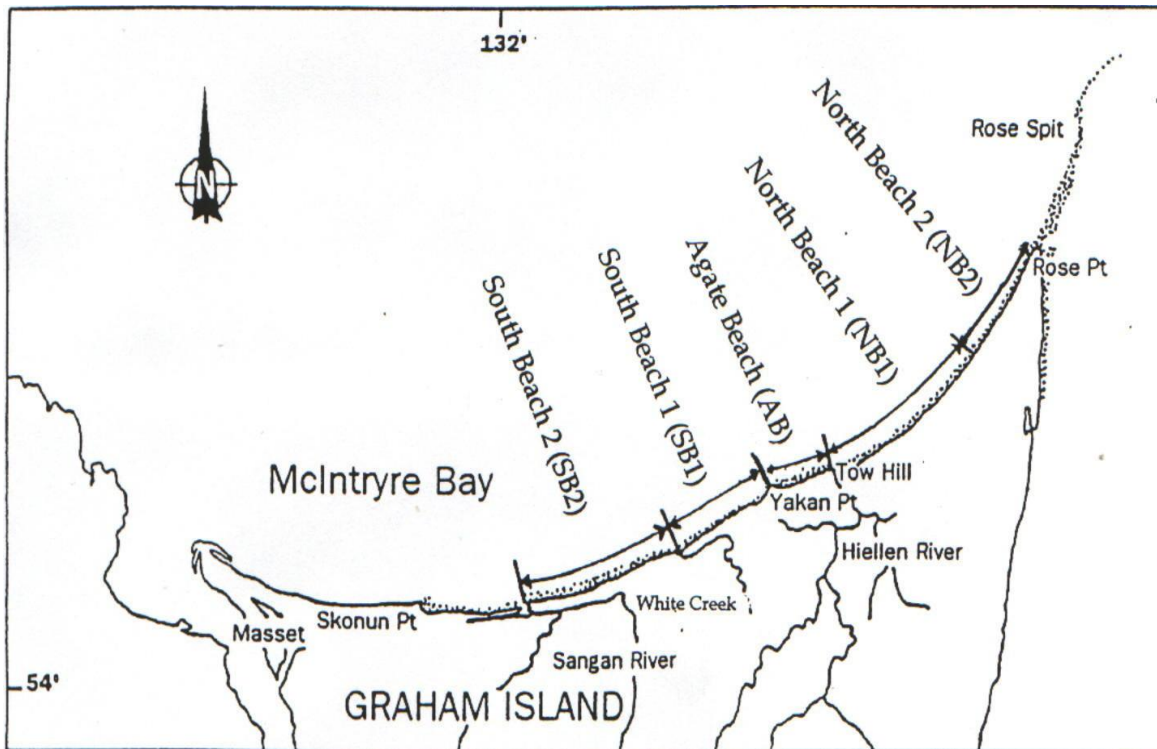 132'
N
Rose Spit
North Beach 2 (NB2)
North Beach 1 (NB1)
Agate Beach (AB)
South Beach 1 (SB1)
South Beach 2 (SB2)
Rose Pt
McIntryre Bay
Tow Hill
Yakan Pt
Hiellen River
White Creek
Skonun Pt
Masset
Sangan River
54'
GRAHAM ISLAND